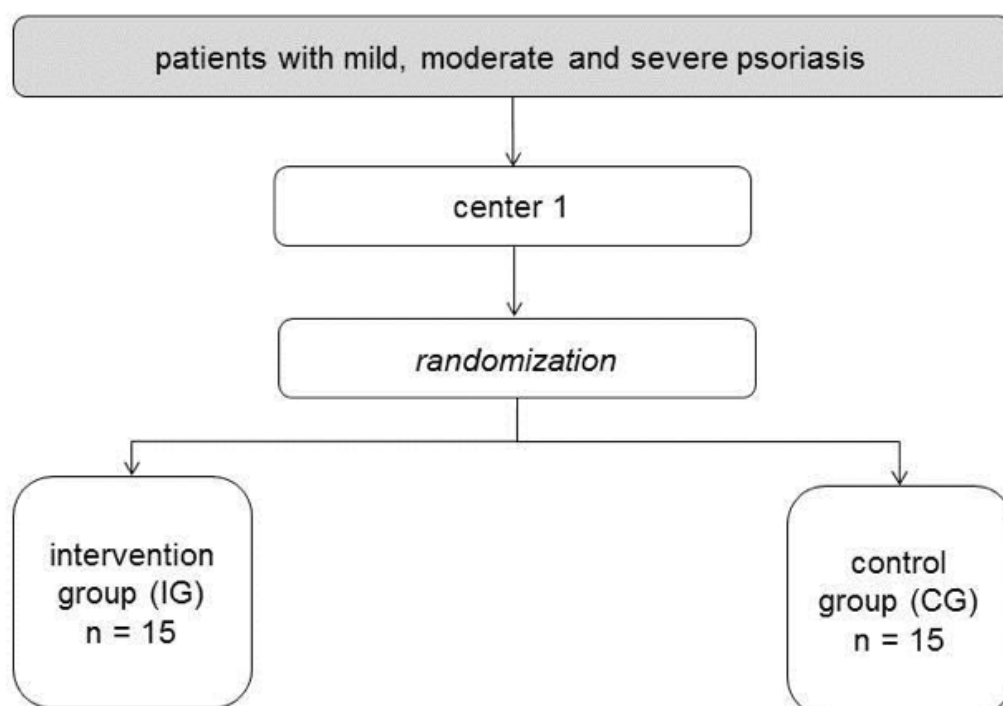 patients with mild, moderate and severe psoriasis
center 1
randomization
intervention
group (IG)
n = 15
control
group (CG)
n = 15